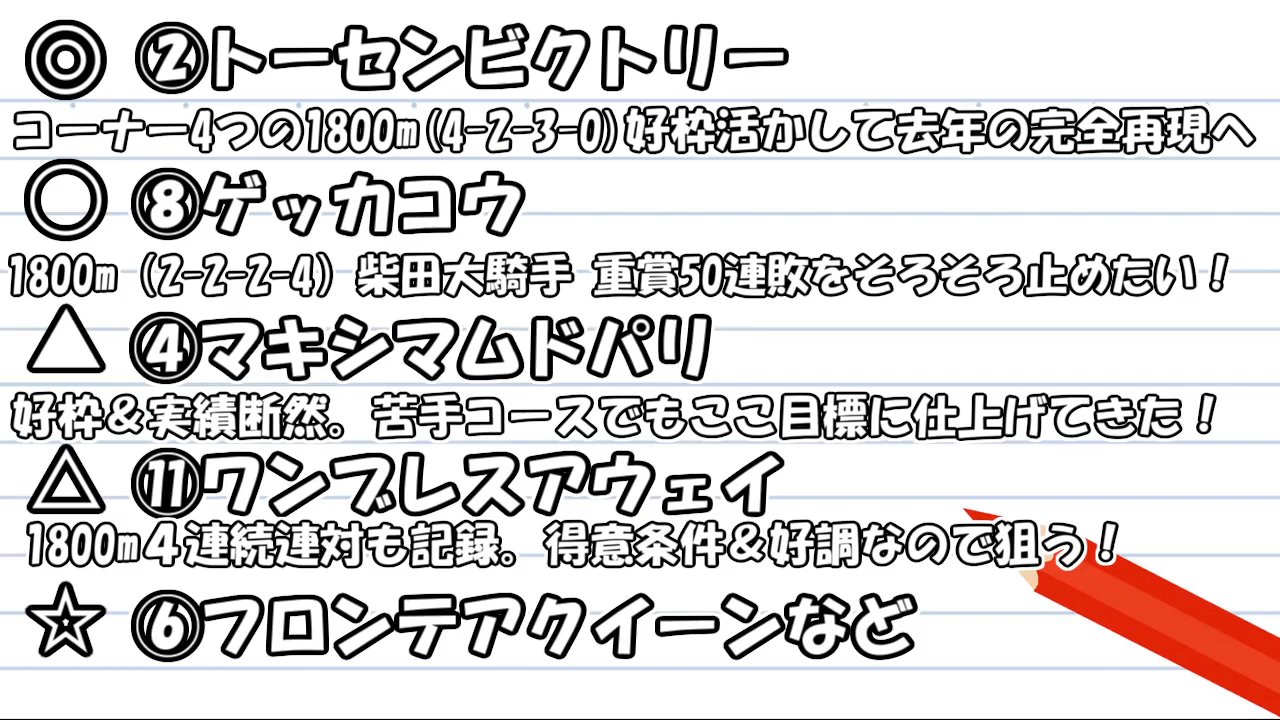 ◎ ②トーセンビクトリー
コーナー4つの1800m(4-2-3-0)好枠活かして去年の完全再現へ
○ ⑧ゲッカコウ
1800m (2-2-2-4) 柴田大騎手 重賞50連敗をそろそろ止めたい！
△ ④マキシマムドパリ
好枠＆実績断然。苦手コースでもここ目標に仕上げてきた！
△ ⑪ワンブレスアウェイ
1800m４連続連対も記録。得意条件＆好調なので狙う！
☆ ⑥フロンテアクイーンなど